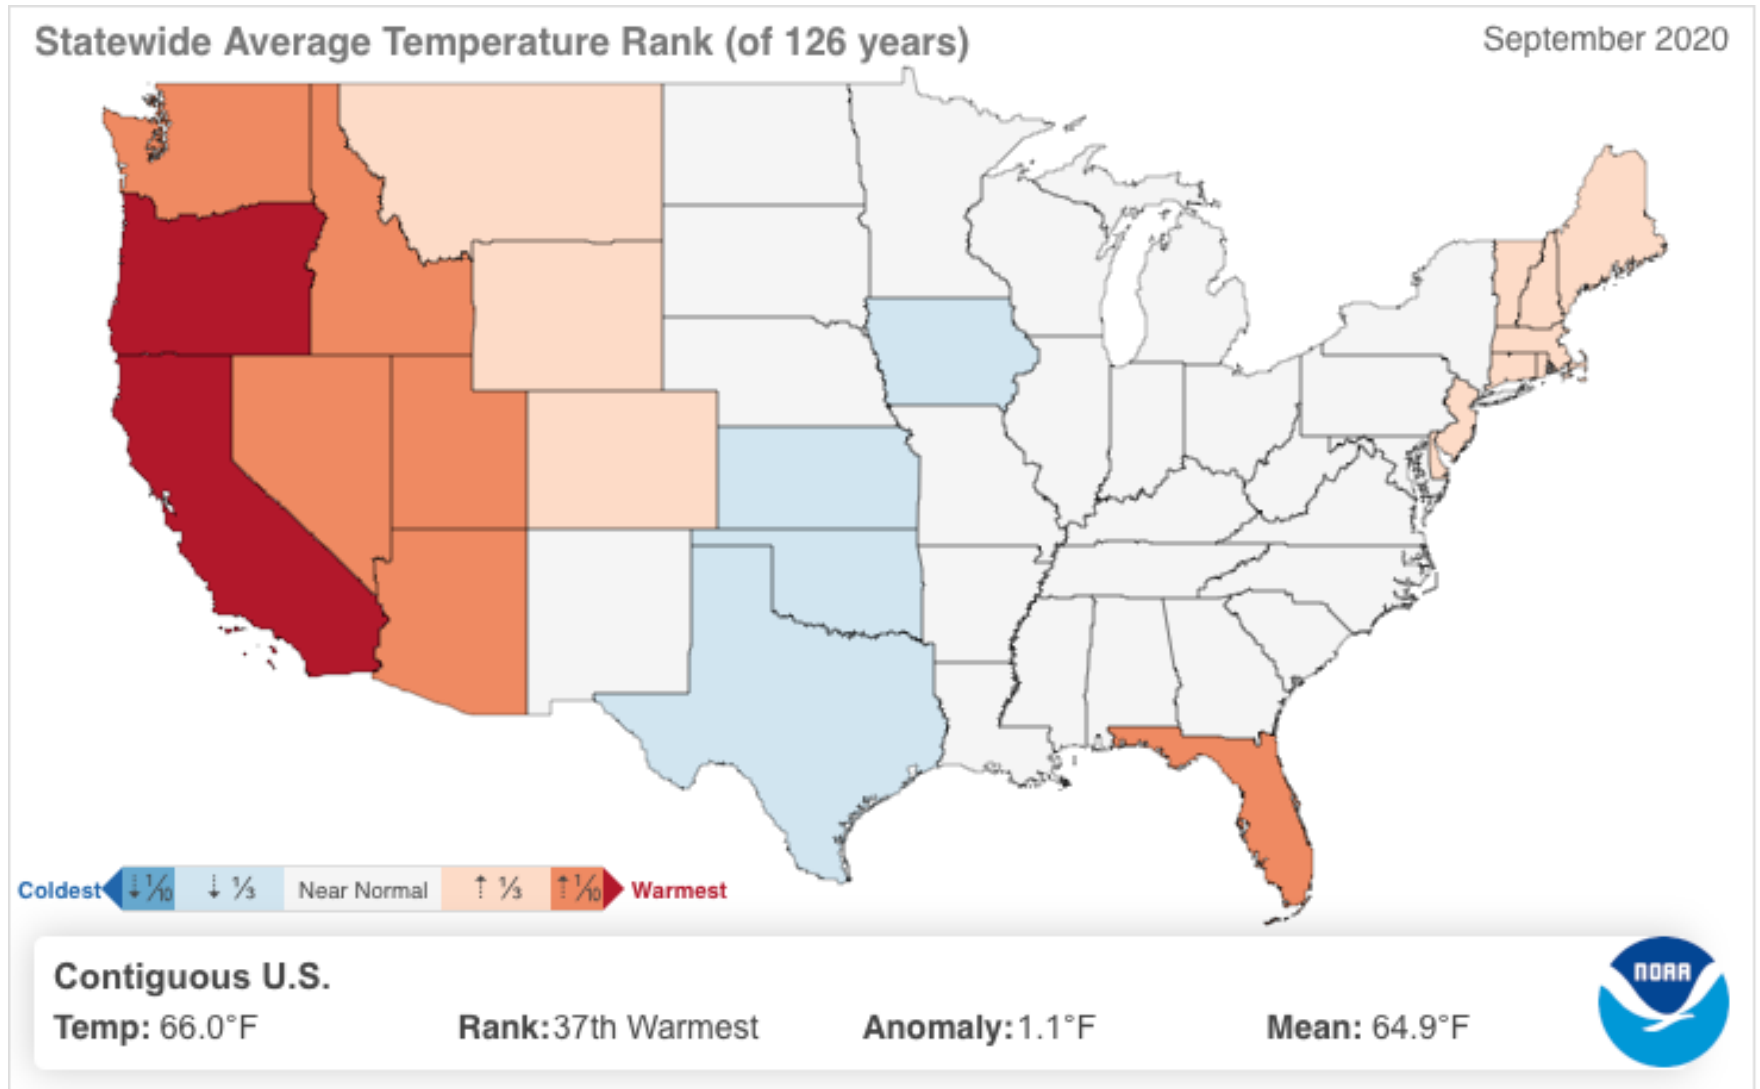 Statewide Average Temperature Rank (of 126 years)
September 2020
Coldest ⇣ 1/10 ↓ 1/3 Near Normal ↑ 1/3 ⇡ 1/10 Warmest
Contiguous U.S.
Temp: 66.0°F Rank: 37th Warmest Anomaly: 1.1°F Mean: 64.9°F
NOAA